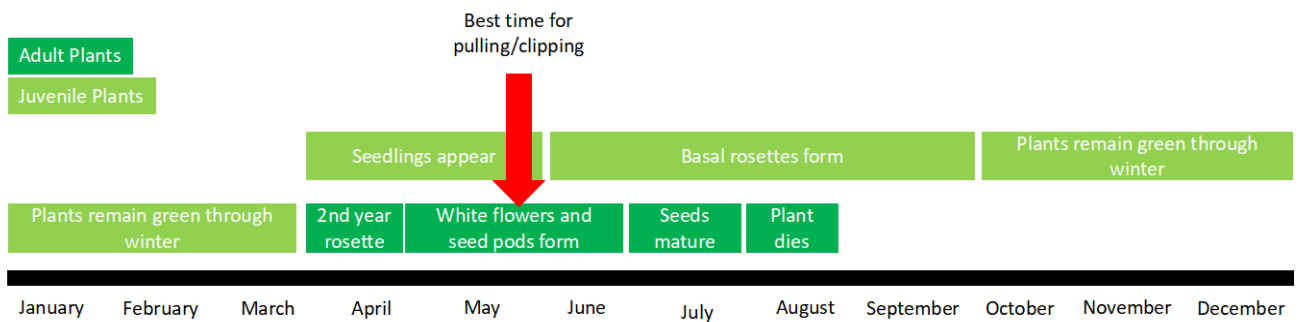 Best time for
pulling/clipping
Adult Plants
Juvenile Plants
Seedlings appear
Basal rosettes form
Plants remain green through
winter
Plants remain green through
winter
2nd year
rosette
White flowers and
seed pods form
Seeds
mature
Plant
dies
January February March April May June July August September October November December